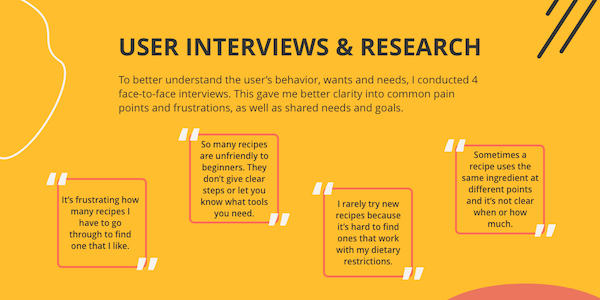 USER INTERVIEWS & RESEARCH
To better understand the user's behavior, wants and needs, I conducted 4
face-to-face interviews. This gave me better clarity into common pain
points and frustrations, as well as shared needs and goals.
It's frustrating how
many recipes I
have to go
through to find
one that I like.
So many recipes
are unfriendly to
beginners. They
don't give clear
steps or let you
know what tools
you need.
I rarely try new
recipes because
it's hard to find
ones that work
with my dietary
restrictions.
Sometimes a
recipe uses the
same ingredient at
different points
and it's not clear
when or how
much.